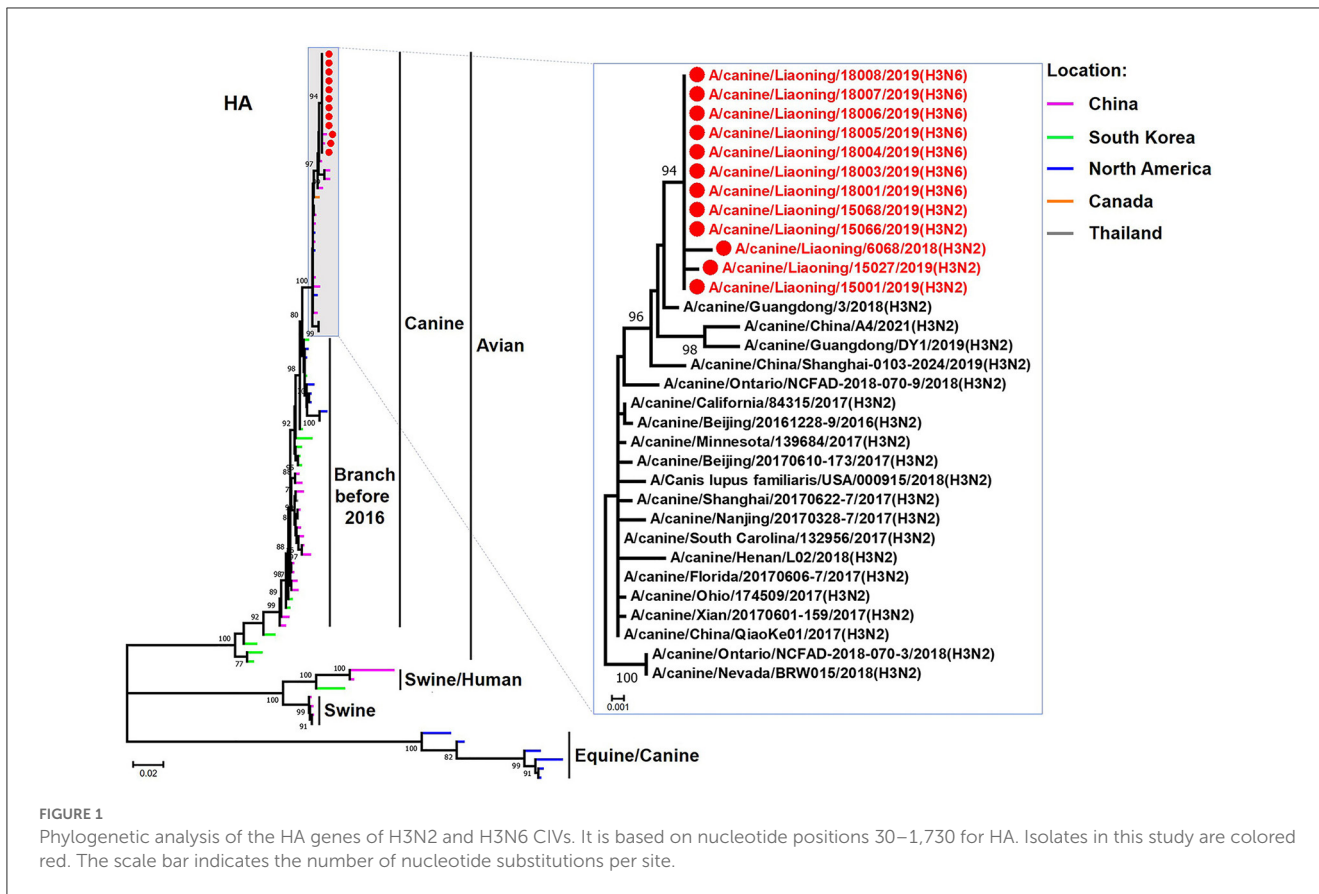 HA
94
97
100
80
99
98
100
92
88
98
89
99
92
100
77
Canine
Avian
Branch
before
2016
100
100
100
Swine/Human
99
91
Swine
100
82
99
91
Equine/Canine
0.02
A/canine/Liaoning/18008/2019(H3N6)
A/canine/Liaoning/18007/2019(H3N6)
A/canine/Liaoning/18006/2019(H3N6)
A/canine/Liaoning/18005/2019(H3N6)
A/canine/Liaoning/18004/2019(H3N6)
A/canine/Liaoning/18003/2019(H3N6)
A/canine/Liaoning/18001/2019(H3N6)
A/canine/Liaoning/15068/2019(H3N2)
A/canine/Liaoning/15066/2019(H3N2)
A/canine/Liaoning/6068/2018(H3N2)
A/canine/Liaoning/15027/2019(H3N2)
A/canine/Liaoning/15001/2019(H3N2)
A/canine/Guangdong/3/2018(H3N2)
A/canine/China/A4/2021(H3N2)
A/canine/Guangdong/DY1/2019(H3N2)
A/canine/China/Shanghai-0103-2024/2019(H3N2)
A/canine/Ontario/NCFAD-2018-070-9/2018(H3N2)
A/canine/California/84315/2017(H3N2)
A/canine/Beijing/20161228-9/2016(H3N2)
A/canine/Minnesota/139684/2017(H3N2)
A/canine/Beijing/20170610-173/2017(H3N2)
A/Canis lupus familiaris/USA/000915/2018(H3N2)
A/canine/Shanghai/20170622-7/2017(H3N2)
A/canine/Nanjing/20170328-7/2017(H3N2)
A/canine/South Carolina/132956/2017(H3N2)
A/canine/Henan/L02/2018(H3N2)
A/canine/Florida/20170606-7/2017(H3N2)
A/canine/Ohio/174509/2017(H3N2)
A/canine/Xian/20170601-159/2017(H3N2)
A/canine/China/QiaoKe01/2017(H3N2)
A/canine/Ontario/NCFAD-2018-070-3/2018(H3N2)
A/canine/Nevada/BRW015/2018(H3N2)
94
96
98
100
0.001
Location:
China
South Korea
North America
Canada
Thailand
FIGURE 1
Phylogenetic analysis of the HA genes of H3N2 and H3N6 CIVs. It is based on nucleotide positions 30–1,730 for HA. Isolates in this study are colored
red. The scale bar indicates the number of nucleotide substitutions per site.